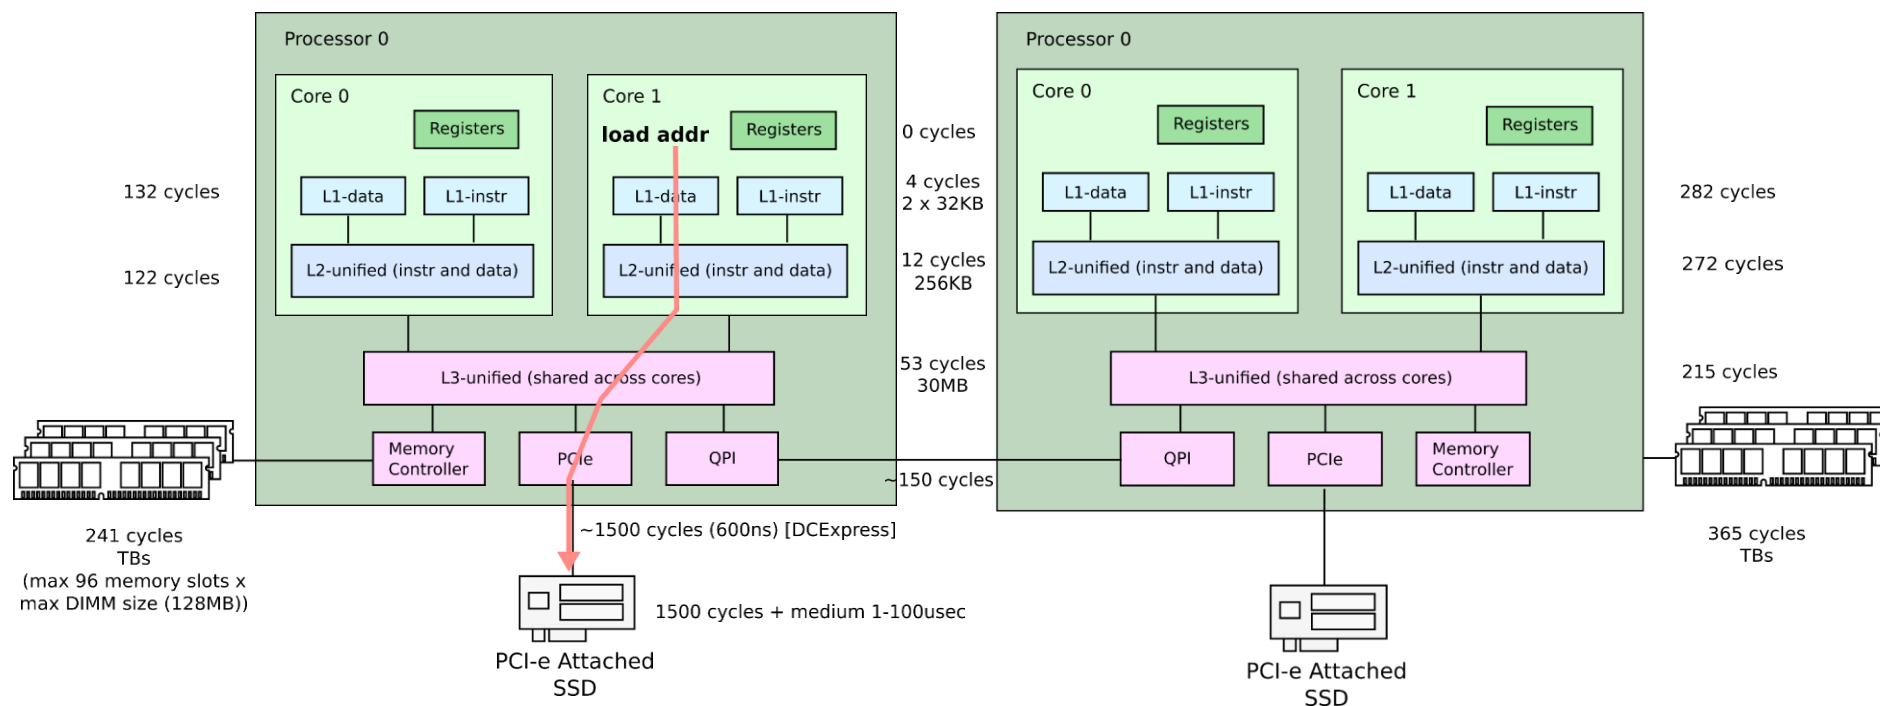 Processor 0
Core 0
Registers
L1-data
L1-instr
L2-unified (instr and data)
Core 1
load addr
Registers
L1-data
L1-instr
L2-unified (instr and data)
L3-unified (shared across cores)
Memory
Controller
PCIe
QPI
132 cycles
122 cycles
241 cycles
TBs
(max 96 memory slots x
max DIMM size (128MB))
0 cycles
4 cycles
2 x 32KB
12 cycles
256KB
53 cycles
30MB
~150 cycles
~1500 cycles (600ns) [DCExpress]
1500 cycles + medium 1-100usec
PCI-e Attached
SSD
Processor 0
Core 0
Registers
L1-data
L1-instr
L2-unified (instr and data)
Core 1
Registers
L1-data
L1-instr
L2-unified (instr and data)
L3-unified (shared across cores)
QPI
PCIe
Memory
Controller
282 cycles
272 cycles
215 cycles
365 cycles
TBs
PCI-e Attached
SSD